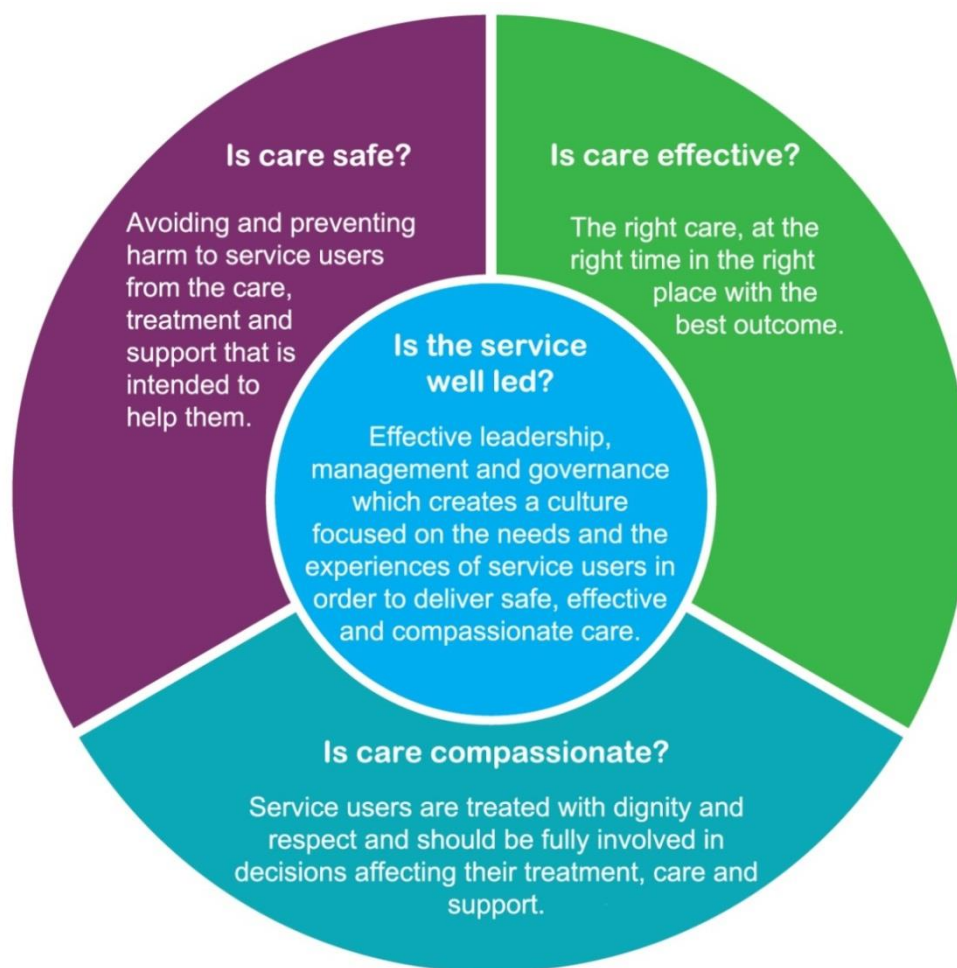 Is care safe?
Avoiding and preventing
harm to service users
from the care,
treatment and
support that is
intended to
help them.
Is care effective?
The right care, at the
right time in the right
place with the
best outcome.
Is the service
well led?
Effective leadership,
management and governance
which creates a culture
focused on the needs and the
experiences of service users in
order to deliver safe, effective
and compassionate care.
Is care compassionate?
Service users are treated with dignity and
respect and should be fully involved in
decisions affecting their treatment, care and
support.